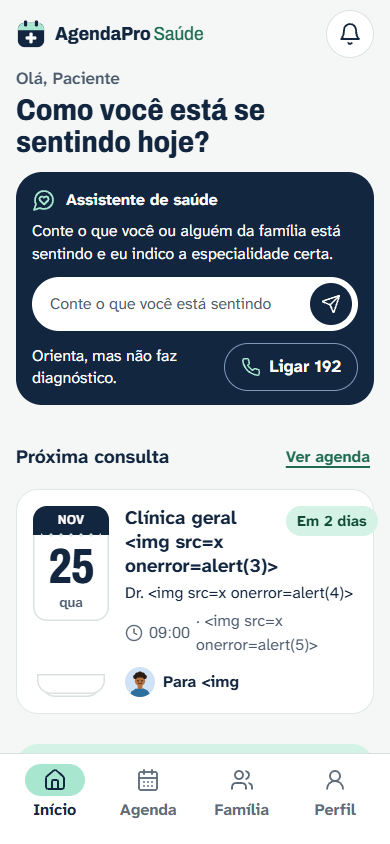 AgendaPro Saúde
Olá, Paciente
Como você está se
sentindo hoje?
Assistente de saúde
Conte o que você ou alguém da família está
sentindo e eu indico a especialidade certa.
Conte o que você está sentindo
Orienta, mas não faz
diagnóstico.
Ligar 192
Próxima consulta
Ver agenda
NOV
25
qua
Clínica geral
<img src=x
onerror=alert(3)>
Em 2 dias
Dr. <img src=x onerror=alert(4)>
09:00
· <img src=x
onerror=alert(5)>
Para <img
Início
Agenda
Família
Perfil